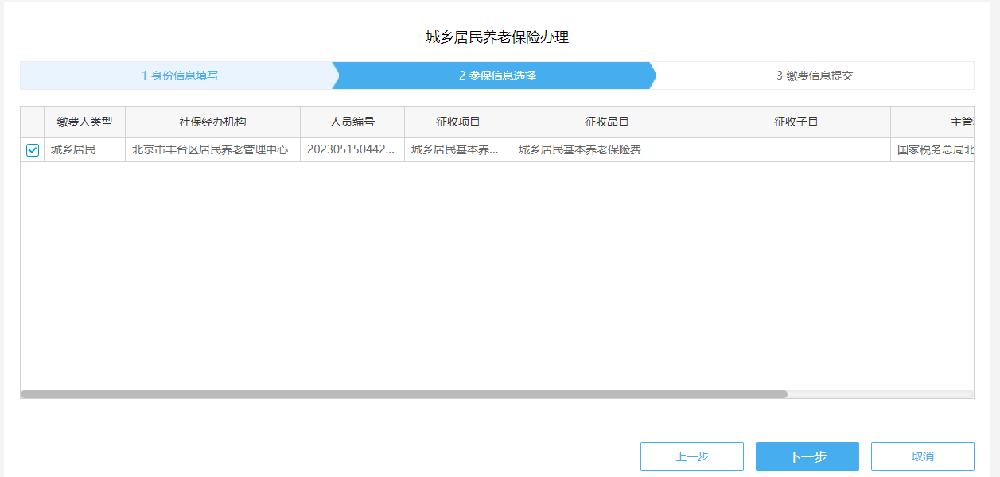 城乡居民养老保险办理
1 身份信息填写 2 参保信息选择 3 缴费信息提交
缴费人类型 社保经办机构 人员编号 征收项目 征收品目 征收子目 主管
城乡居民 北京市丰台区居民养老管理中心 202305150442... 城乡居民基本养... 城乡居民基本养老保险费 国家税务总局北
上一步 下一步 取消